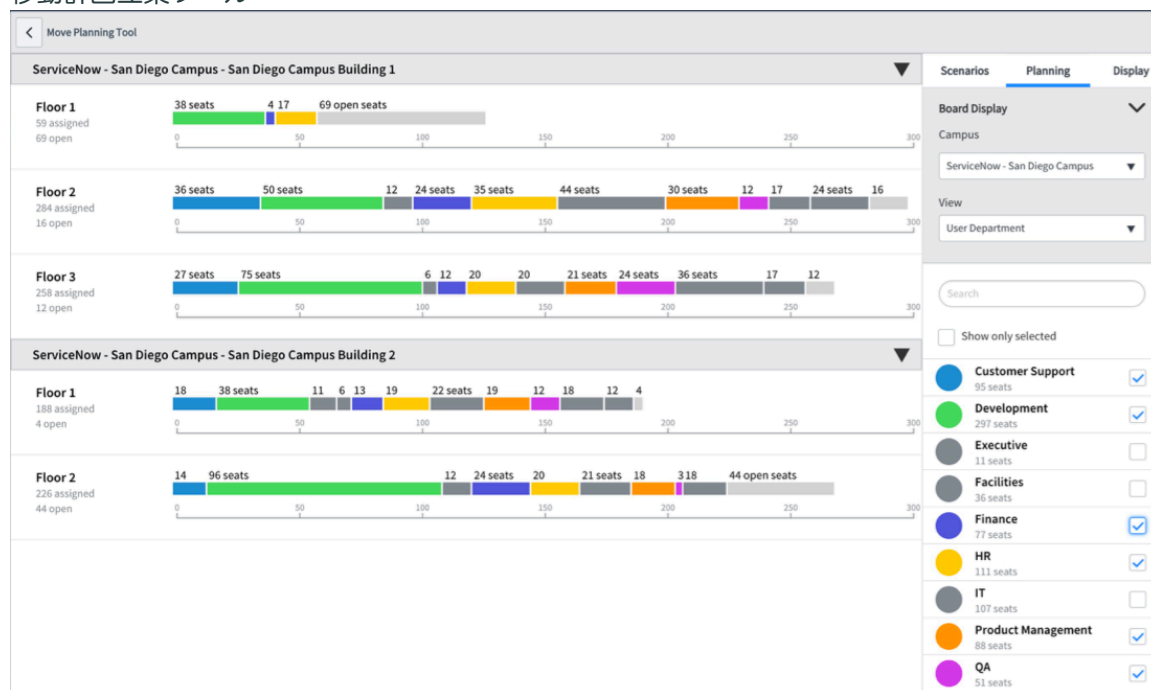 Move Planning Tool
ServiceNow - San Diego Campus - San Diego Campus Building 1
Floor 1
59 assigned
69 open
38 seats 4 17 69 open seats
0 50 100 150 200 250 300
Floor 2
284 assigned
16 open
36 seats 50 seats 12 24 seats 35 seats 44 seats 30 seats 12 17 24 seats 16
0 50 100 150 200 250 300
Floor 3
258 assigned
12 open
27 seats 75 seats 6 12 20 20 21 seats 24 seats 36 seats 17 12
0 50 100 150 200 250 300
ServiceNow - San Diego Campus - San Diego Campus Building 2
Floor 1
188 assigned
4 open
18 38 seats 11 6 13 19 22 seats 19 12 18 12 4
0 50 100 150 200 250 300
Floor 2
226 assigned
44 open
14 96 seats 12 24 seats 20 21 seats 18 3 18 44 open seats
0 50 100 150 200 250 300
Scenarios Planning Display
Board Display
Campus
ServiceNow - San Diego Campus
View
User Department
Search
Show only selected
Customer Support
95 seats
Development
297 seats
Executive
11 seats
Facilities
36 seats
Finance
77 seats
HR
111 seats
IT
107 seats
Product Management
88 seats
QA
51 seats